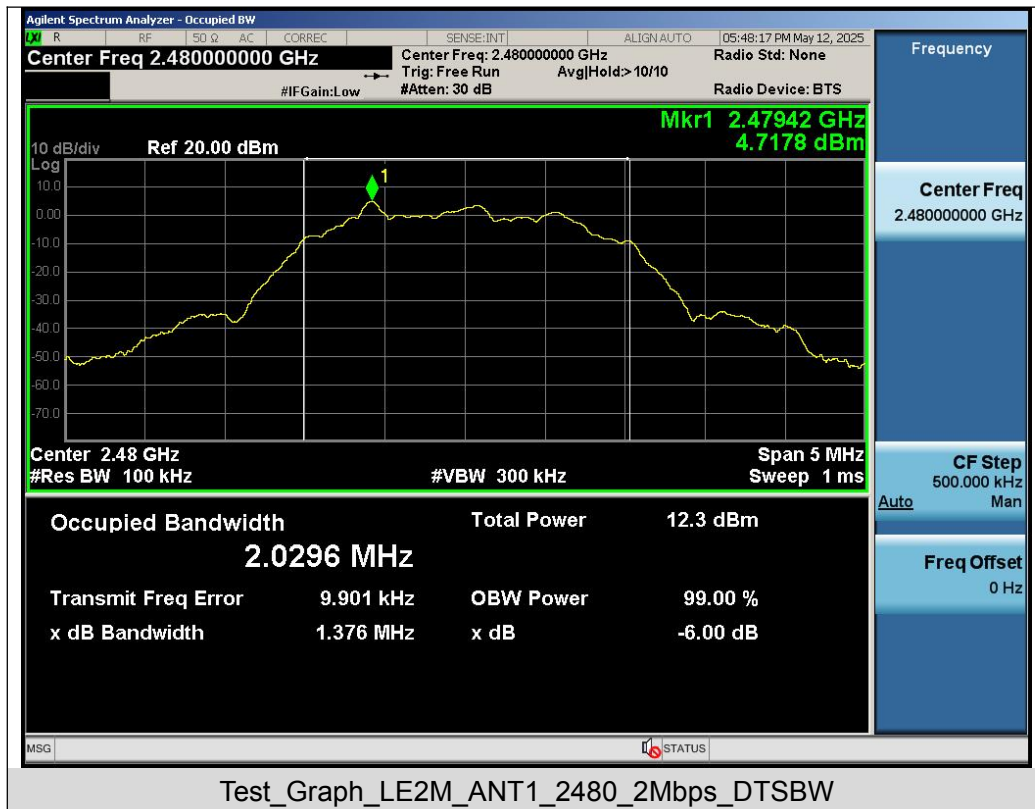 Agilent Spectrum Analyzer - Occupied BW
LXI R RF 50 Ω AC CORREC SENSE:INT ALIGN AUTO 05:48:17 PM May 12, 2025
Center Freq 2.480000000 GHz
Center Freq: 2.480000000 GHz
Radio Std: None
Trig: Free Run Avg|Hold:> 10/10
#IFGain:Low
#Atten: 30 dB
Radio Device: BTS
Frequency
Mkr1 2.47942 GHz
4.7178 dBm
10 dB/div Ref 20.00 dBm
Log
1
10.0
0.00
-10.0
-20.0
-30.0
-40.0
-50.0
-60.0
-70.0
Center 2.48 GHz Span 5 MHz
#Res BW 100 kHz #VBW 300 kHz Sweep 1 ms
Center Freq
2.480000000 GHz
CF Step
500.000 kHz
Auto Man
Freq Offset
0 Hz
Occupied Bandwidth Total Power 12.3 dBm
2.0296 MHz
Transmit Freq Error 9.901 kHz OBW Power 99.00 %
x dB Bandwidth 1.376 MHz x dB -6.00 dB
MSG STATUS
Test_Graph_LE2M_ANT1_2480_2Mbps_DTSBW